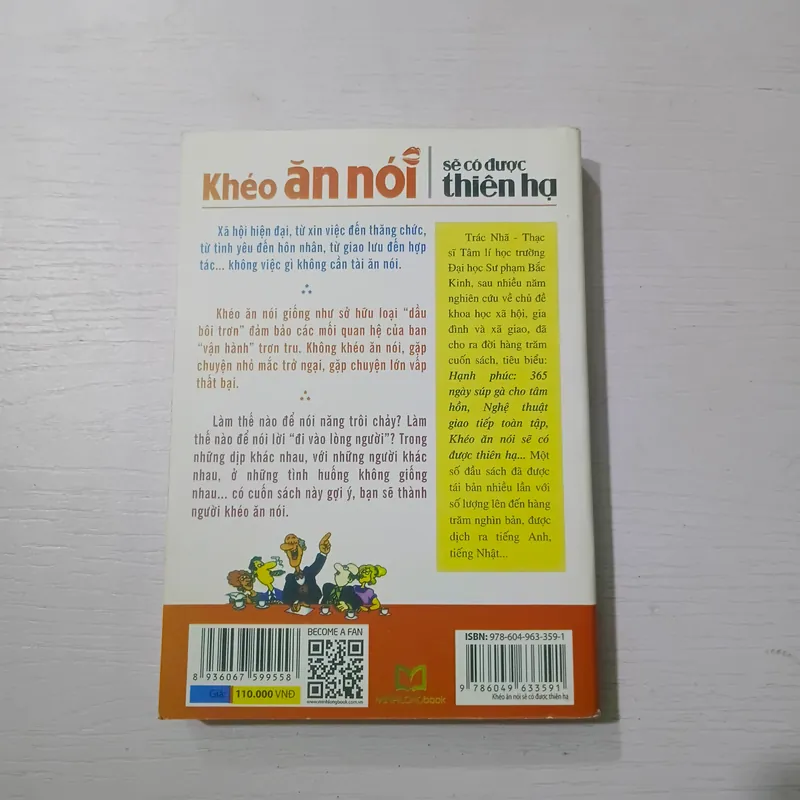 Khéo ăn nói sẽ có được
thiên hạ
Xã hội hiện đại, từ xin việc đến thăng chức,
từ tình yêu đến hôn nhân, từ giao lưu đến hợp
tác... không việc gì không cần tài ăn nói.
Khéo ăn nói giống như sở hữu loại "dầu
bôi trơn" đảm bảo các mối quan hệ của bạn
"vận hành" trơn tru. Không khéo ăn nói, gặp
chuyện nhỏ mắc trở ngại, gặp chuyện lớn vấp
thất bại.
Làm thế nào để nói năng trôi chảy? Làm
thế nào để nói lời "đi vào lòng người"? Trong
những dịp khác nhau, với những người khác
nhau, ở những tình huống không giống
nhau... có cuốn sách này gợi ý, bạn sẽ thành
người khéo ăn nói.
Trác Nhã - Thạc
sĩ Tâm lí học trường
Đại học Sư phạm Bắc
Kinh, sau nhiều năm
nghiên cứu về chủ đề
khoa học xã hội, gia
đình và xã giao, đã
cho ra đời hàng trăm
cuốn sách, tiêu biểu:
Hạnh phúc: 365
ngày súp gà cho tâm
hồn, Nghệ thuật
giao tiếp toàn tập,
Khéo ăn nói sẽ có
được thiên hạ... Một
số đầu sách đã được
tái bản nhiều lần với
số lượng lên đến hàng
trăm nghìn bản, được
dịch ra tiếng Anh,
tiếng Nhật...
8 936067 599558
Giá: 110.000 VNĐ
BECOME A FAN
www.minhlongbook.com.vn
MINHLONGbook
ISBN: 978-604-963-359-1
9 786049 633591
Khéo ăn nói sẽ có được thiên hạ